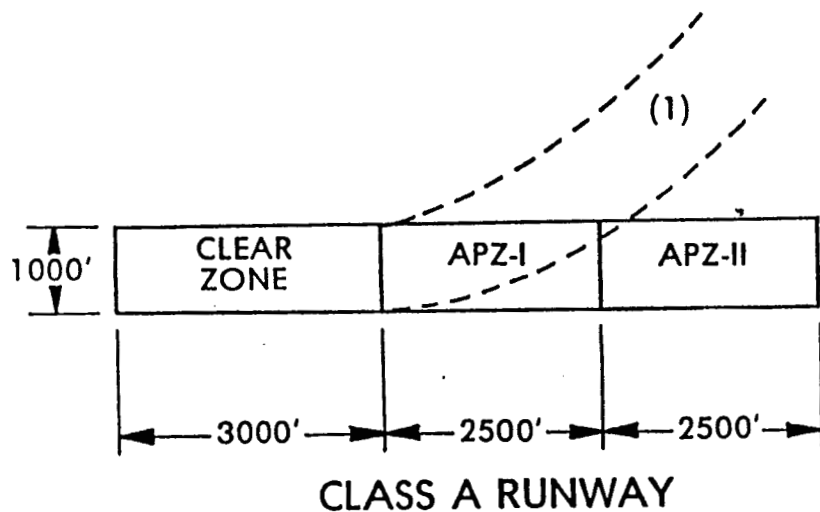 (1)
CLEAR
ZONE
APZ-I
APZ-II
1000'
3000'
2500'
2500'
CLASS A RUNWAY